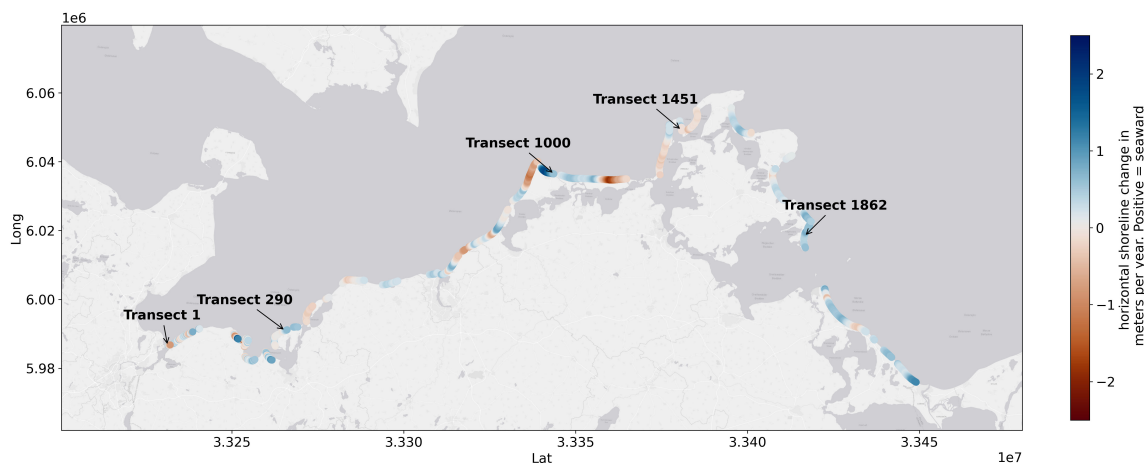 1e6
6.06
6.04
6.02
6.00
5.98
Long
Transect 1
Transect 290
Transect 1000
Transect 1451
Transect 1862
3.325
3.330
3.335
3.340
3.345
1e7
Lat
2
1
0
−1
−2
horizontal shoreline change in
meters per year. Positive = seaward